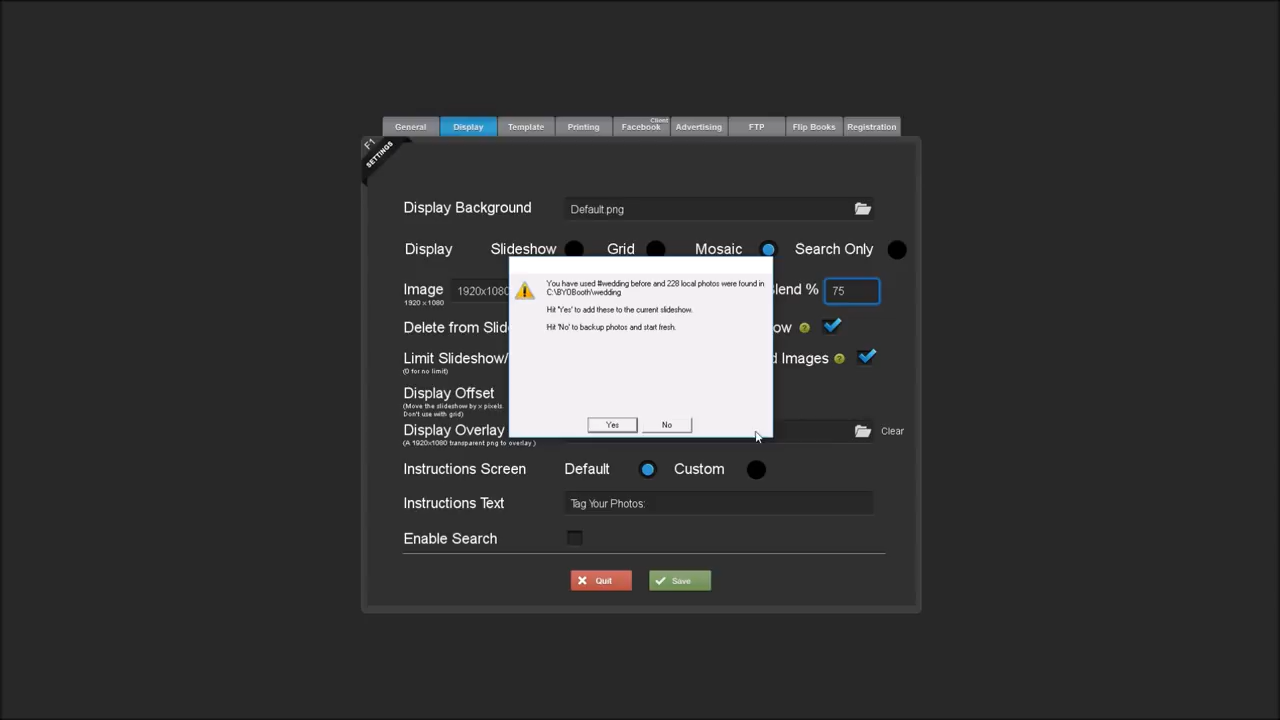 General Display Template Printing Facebook Client Advertising FTP Flip Books Registration
F1
SETTINGS
Display Background Default.png
Display Slideshow Grid Mosaic Search Only
Image 1920x1080 lend % 75
1920 x 1080
You have used #wedding before and 228 local photos were found in
C:\BYOBooth\wedding
Hit 'Yes' to add these to the current slideshow.
Hit 'No' to backup photos and start fresh.
Yes No
Delete from Slid ow ?
Limit Slideshow/ d Images ?
(0 for no limit)
Display Offset
(Move the slideshow by x pixels.
Don't use with grid)
Display Overlay Clear
(A 1920x1080 transparent png to overlay.)
Instructions Screen Default Custom
Instructions Text Tag Your Photos:
Enable Search
Quit Save